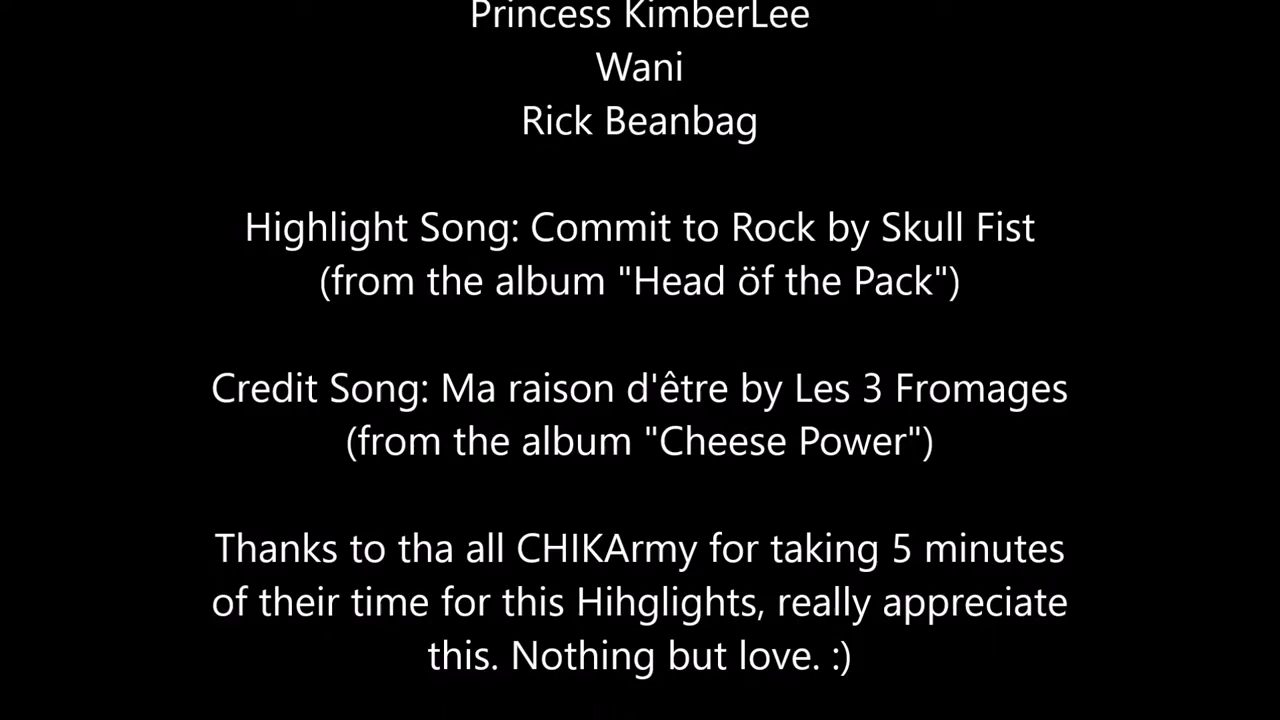 Princess KimberLee
Wani
Rick Beanbag
Highlight Song: Commit to Rock by Skull Fist
(from the album "Head öf the Pack")
Credit Song: Ma raison d'être by Les 3 Fromages
(from the album "Cheese Power")
Thanks to tha all CHIKArmy for taking 5 minutes
of their time for this Hihglights, really appreciate
this. Nothing but love. :)